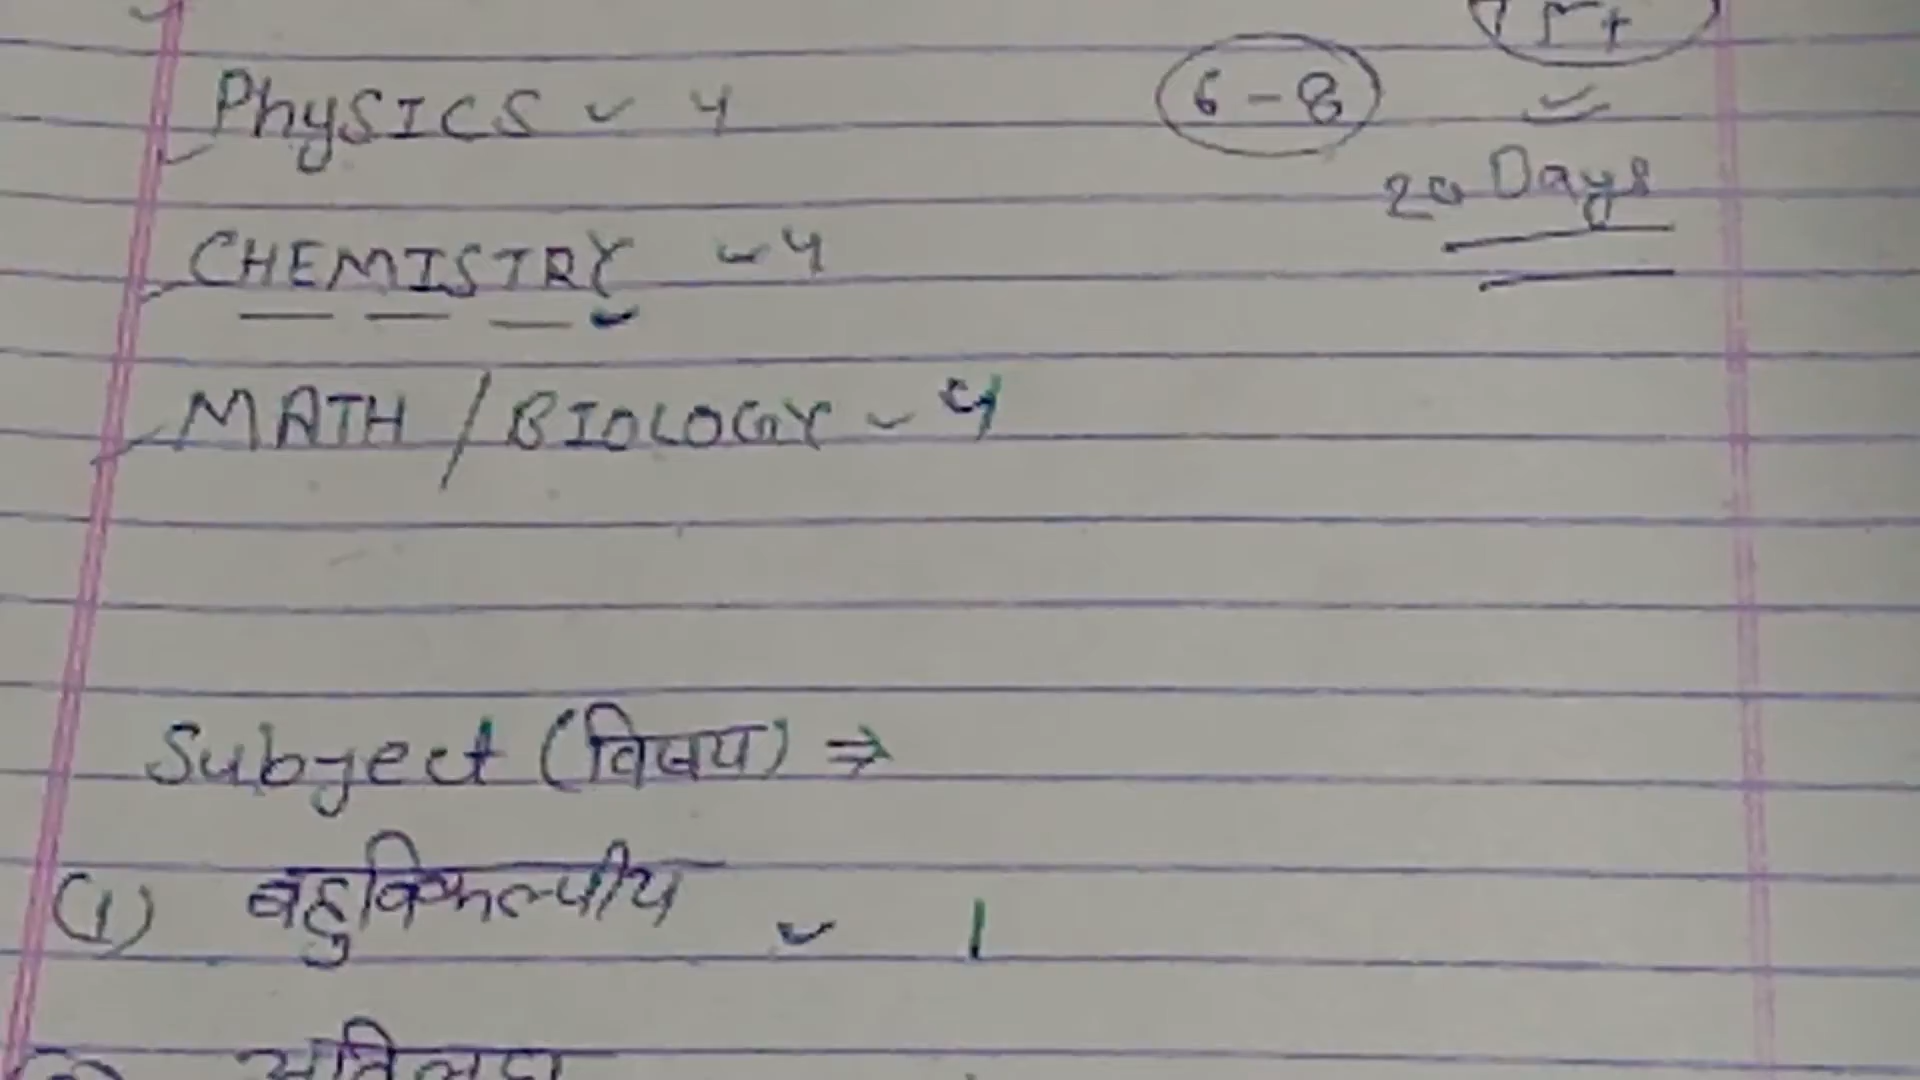 PhySICS ~ 4
6-8
20 Days
CHEMISTRY ~ 4
MATH / BIOLOGY ~ 4
Subject (विषय) ⇒
(1) बहुविकल्पीय ~ 1